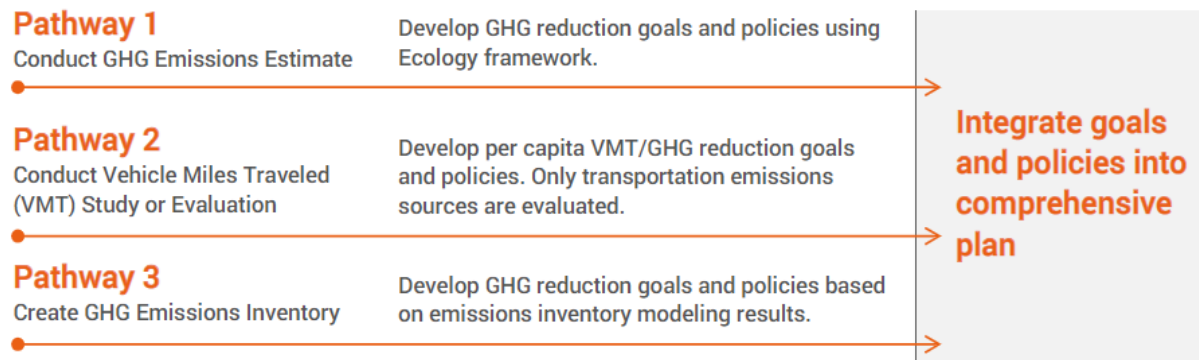 Pathway 1
Conduct GHG Emissions Estimate
Develop GHG reduction goals and policies using
Ecology framework.
Pathway 2
Conduct Vehicle Miles Traveled
(VMT) Study or Evaluation
Develop per capita VMT/GHG reduction goals
and policies. Only transportation emissions
sources are evaluated.
Pathway 3
Create GHG Emissions Inventory
Develop GHG reduction goals and policies based
on emissions inventory modeling results.
Integrate goals
and policies into
comprehensive
plan